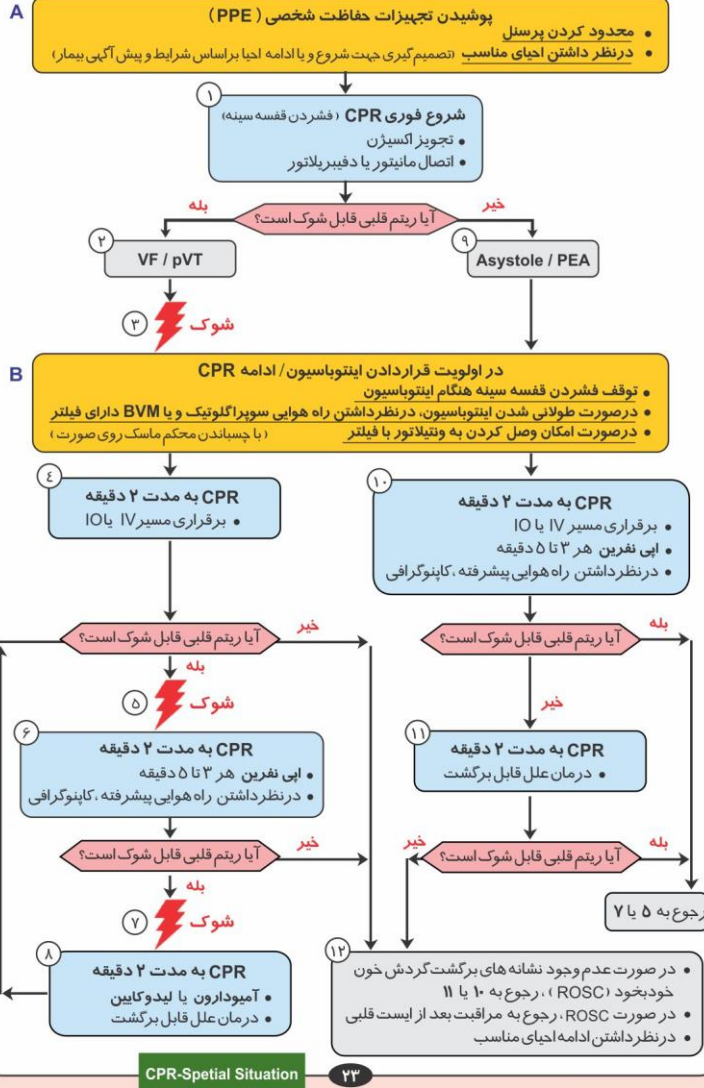 A
پوشیدن تجهیزات حفاظت شخصی ( PPE )
• محدود کردن پرسنل
• درنظر داشتن احیای مناسب (تصمیم گیری جهت شروع و یا ادامه احیا براساس شرایط و پیش آگهی بیمار)
۱
شروع فوری CPR ( فشردن قفسه سینه)
• تجویز اکسیژن
• اتصال مانیتور یا دفیبریلاتور
آیا ریتم قلبی قابل شوک است؟
بله
خیر
۲
VF / pVT
۹
Asystole / PEA
۳
شوک
B
در اولویت قراردادن اینتوباسیون/ ادامه CPR
• توقف فشردن قفسه سینه هنگام اینتوباسیون
• درصورت طولانی شدن اینتوباسیون، درنظرداشتن راه هوایی سوپراگلوتیک و یا BVM دارای فیلتر
• درصورت امکان وصل کردن به ونتیلاتور با فیلتر ( با چسباندن محکم ماسک روی صورت )
٤
CPR به مدت ۲ دقیقه
• برقراری مسیر IV یا IO
آیا ریتم قلبی قابل شوک است؟
خیر
بله
۵
شوک
۶
CPR به مدت ۲ دقیقه
• اپی نفرین هر ۳ تا ۵ دقیقه
• درنظرداشتن راه هوایی پیشرفته ،کاپنوگرافی
آیا ریتم قلبی قابل شوک است؟
خیر
بله
۷
شوک
۸
CPR به مدت ۲ دقیقه
• آمیودارون یا لیدوکایین
• درمان علل قابل برگشت
۱۰
CPR به مدت ۲ دقیقه
• برقراری مسیر IV یا IO
• اپی نفرین هر ۳ تا ۵ دقیقه
• درنظرداشتن راه هوایی پیشرفته ،کاپنوگرافی
آیا ریتم قلبی قابل شوک است؟
بله
خیر
۱۱
CPR به مدت ۲ دقیقه
• درمان علل قابل برگشت
آیا ریتم قلبی قابل شوک است؟
خیر
بله
رجوع به ۵ یا ۷
۱۲
• در صورت عدم وجود نشانه های برگشت گردش خون
خودبخود (ROSC ) ، رجوع به ۱۰ یا ۱۱
• در صورت ROSC ، رجوع به مراقبت بعد از ایست قلبی
• در نظر داشتن ادامه احیای مناسب
CPR-Spetial Situation
۲۳